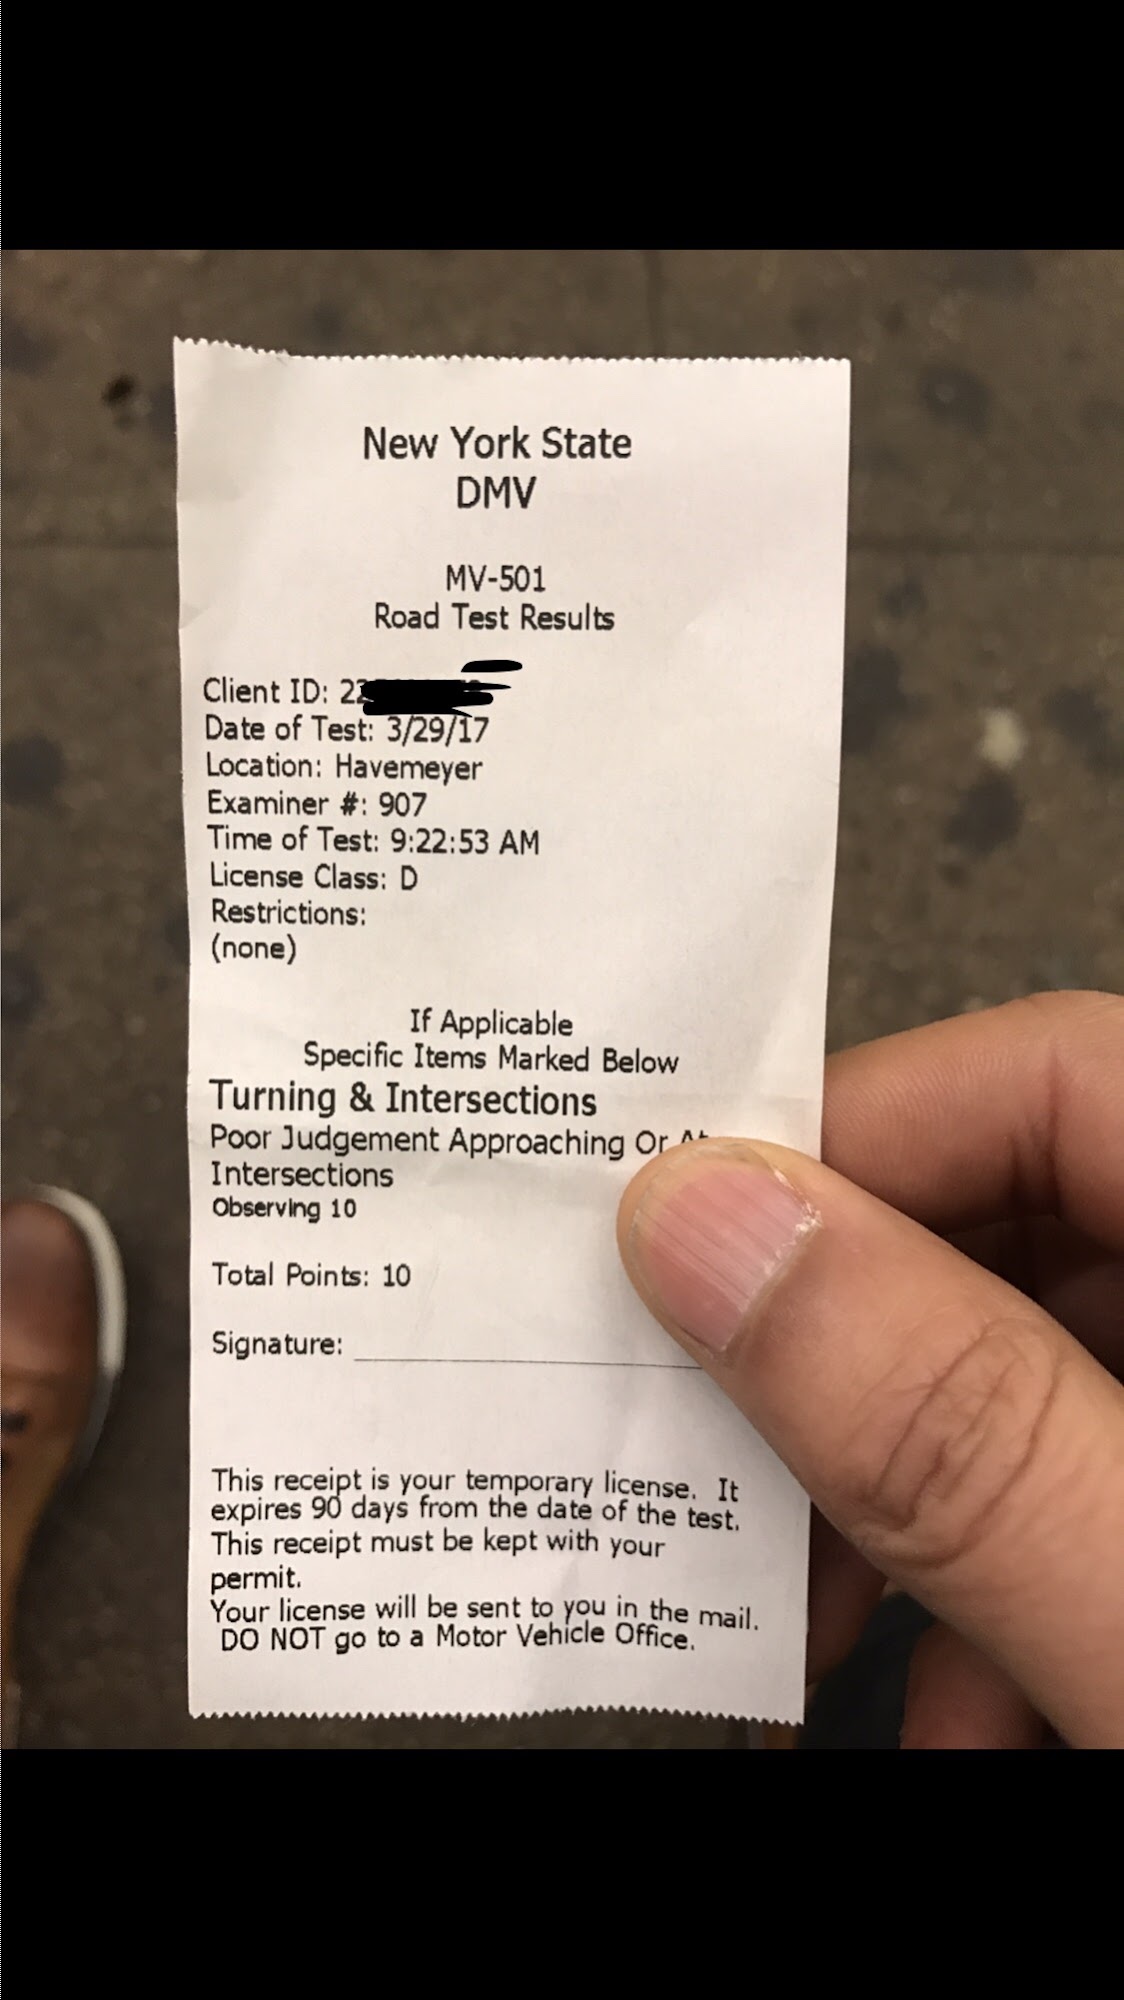 New York State
DMV
MV-501
Road Test Results
Client ID: 22
Date of Test: 3/29/17
Location: Havemeyer
Examiner #: 907
Time of Test: 9:22:53 AM
License Class: D
Restrictions:
(none)
If Applicable
Specific Items Marked Below
Turning & Intersections
Poor Judgement Approaching Or
Intersections
Observing 10
Total Points: 10
Signature:
This receipt is your temporary license. It
expires 90 days from the date of the test.
This receipt must be kept with your
permit.
Your license will be sent to you in the mail.
DO NOT go to a Motor Vehicle Office.